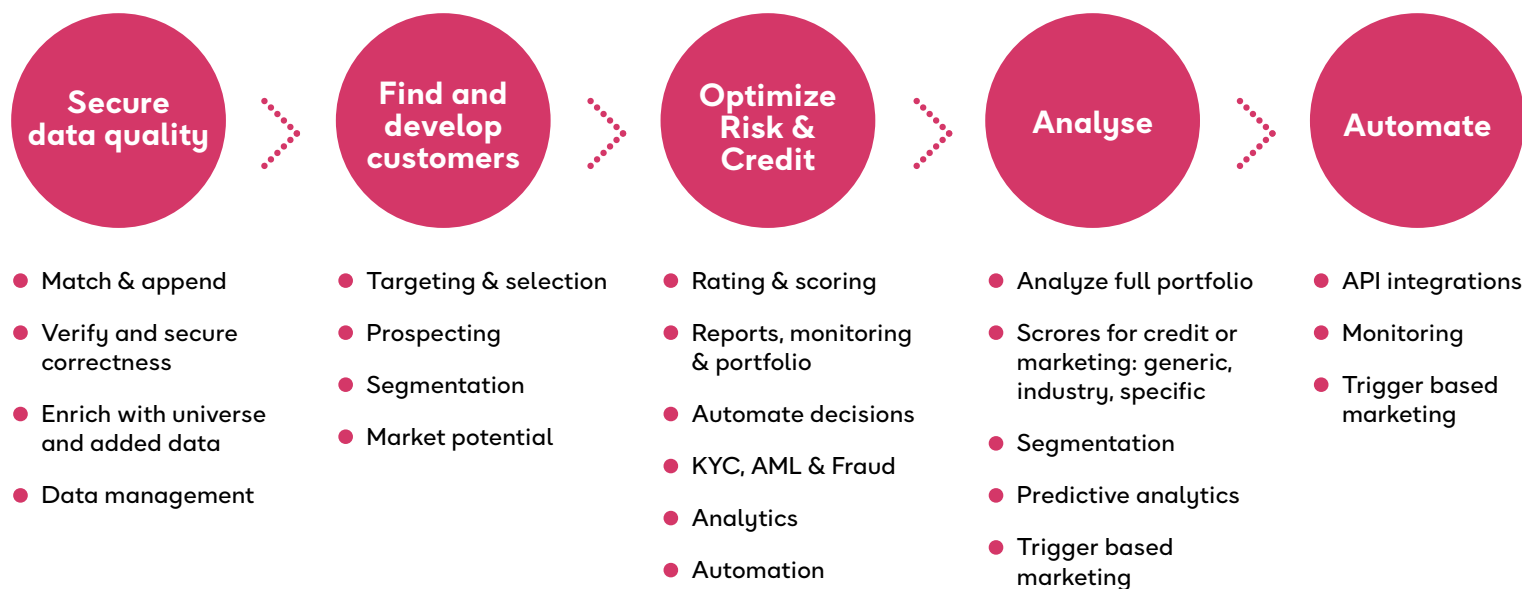 Secure
data quality
Match & append
Verify and secure
correctness
Enrich with universe
and added data
Data management
Find and
develop
customers
Targeting & selection
Prospecting
Segmentation
Market potential
Optimize
Risk &
Credit
Rating & scoring
Reports, monitoring
& portfolio
Automate decisions
KYC, AML & Fraud
Analytics
Automation
Analyse
Analyze full portfolio
Scrores for credit or
marketing: generic,
industry, specific
Segmentation
Predictive analytics
Trigger based
marketing
Automate
API integrations
Monitoring
Trigger based
marketing